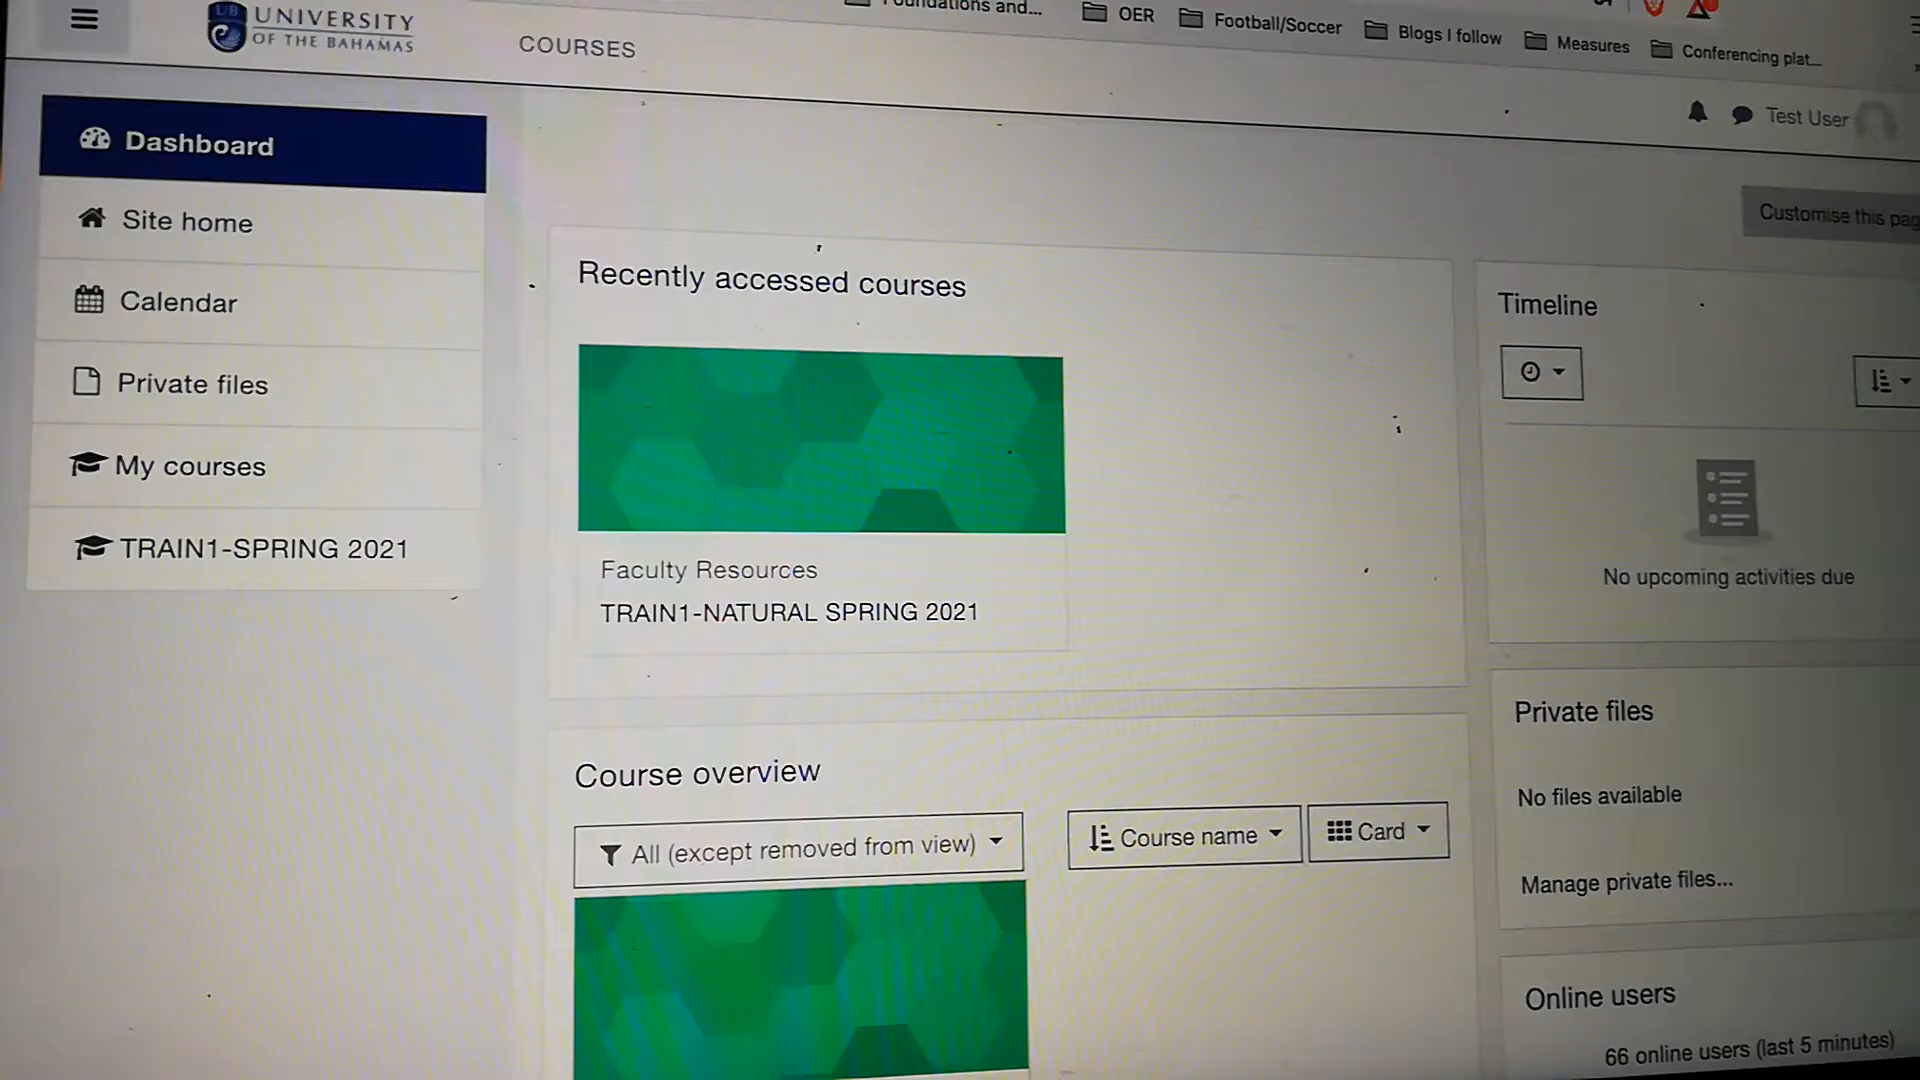 UB
UNIVERSITY
OF THE BAHAMAS
COURSES
OER
Football/Soccer
Blogs I follow
Measures
Conferencing plat...
Test User
Dashboard
Site home
Calendar
Private files
My courses
TRAIN1-SPRING 2021
Customise this pag
Recently accessed courses
Faculty Resources
TRAIN1-NATURAL SPRING 2021
Course overview
All (except removed from view)
Course name
Card
Timeline
No upcoming activities due
Private files
No files available
Manage private files...
Online users
66 online users (last 5 minutes)